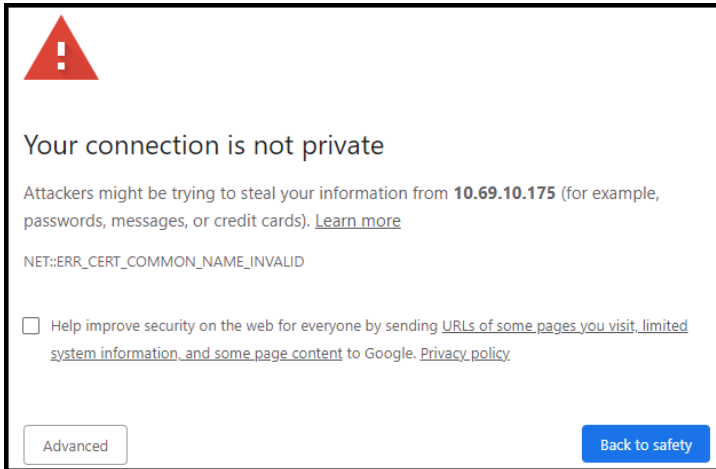 Your connection is not private
Attackers might be trying to steal your information from 10.69.10.175 (for example,
passwords, messages, or credit cards). Learn more
NET::ERR_CERT_COMMON_NAME_INVALID
Help improve security on the web for everyone by sending URLs of some pages you visit, limited
system information, and some page content to Google. Privacy policy
Advanced
Back to safety